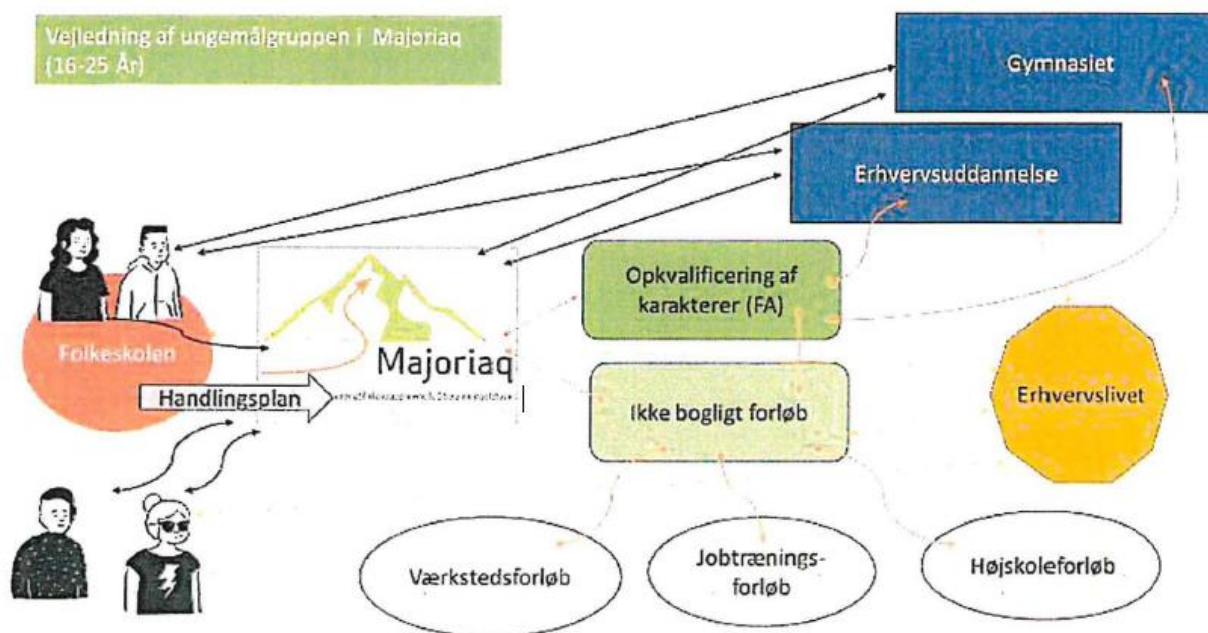 Vejledning af ungemålgruppen i Majoriaq
(16-25 År)
Gymnasiet
Erhvervsuddannelse
Opkvalificering af
karakterer (FA)
Folkeskolen
Majoriaq
Handlingsplan
Ikke bogligt forløb
Erhvervslivet
Værkstedsforløb
Jobtrænings-
forløb
Højskoleforløb